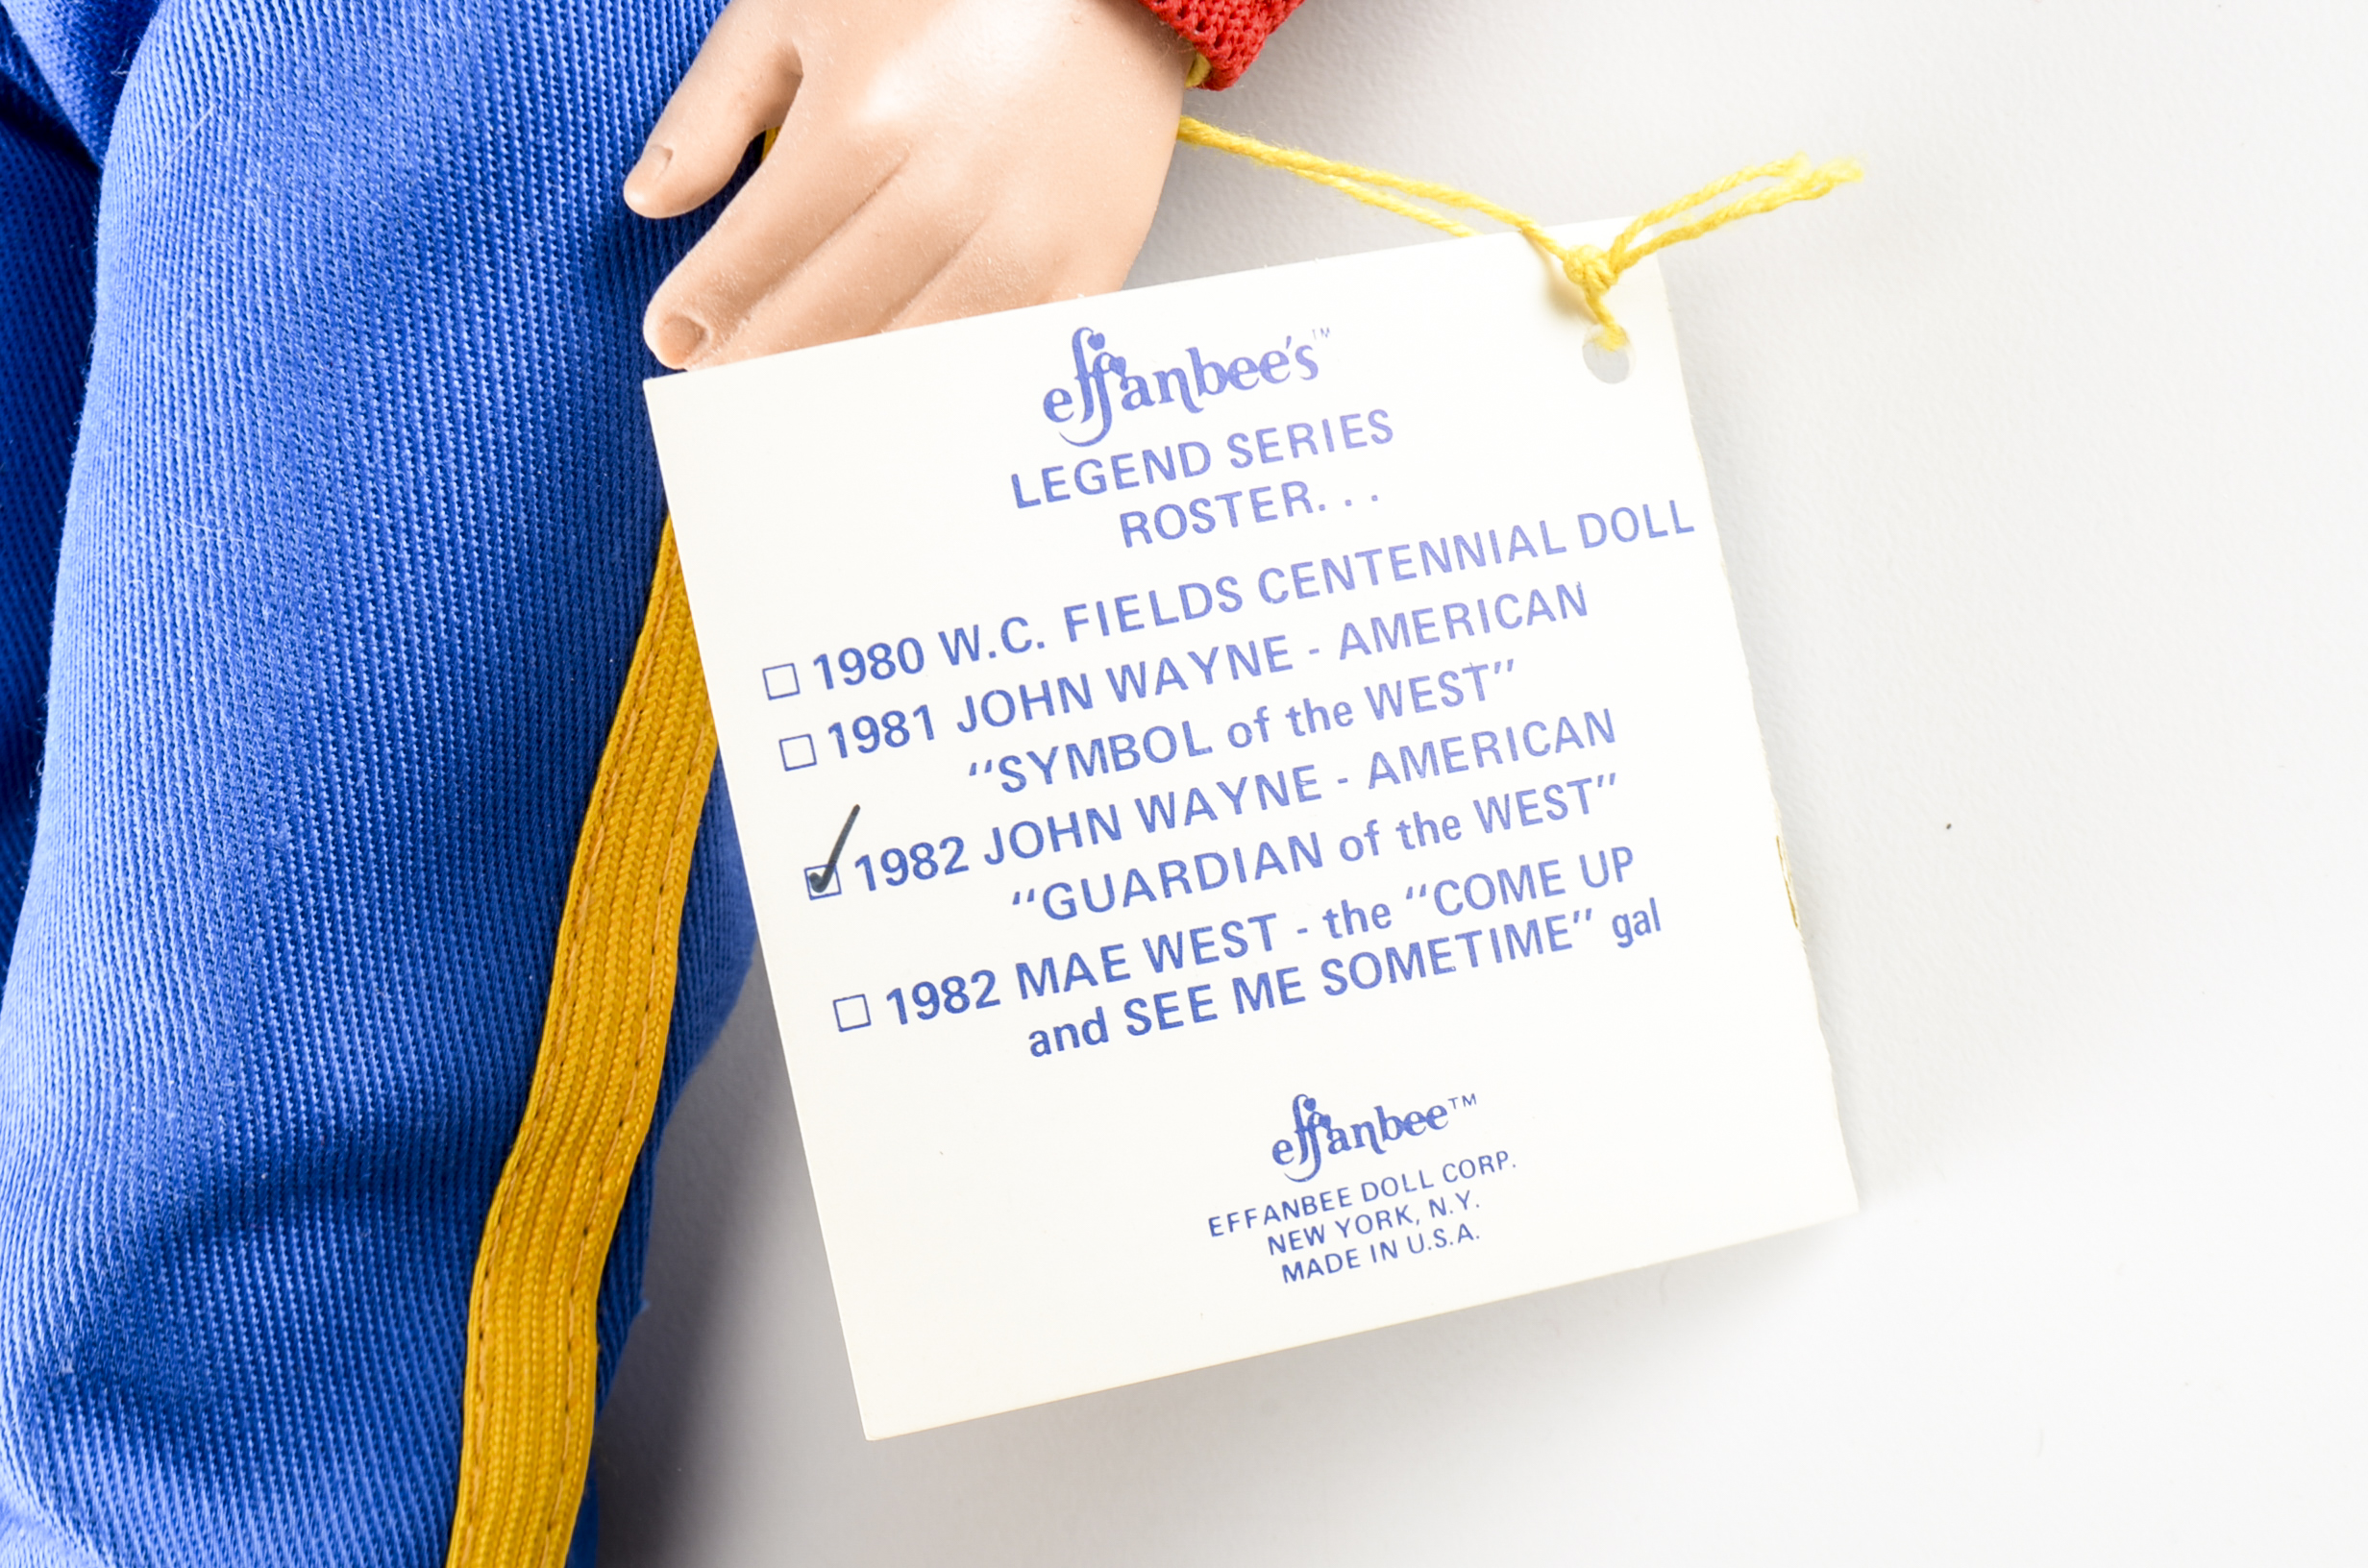 effanbee's™
LEGEND SERIES
ROSTER. . .
☐ 1980 W.C. FIELDS CENTENNIAL DOLL
☐ 1981 JOHN WAYNE - AMERICAN
"SYMBOL of the WEST"
☑ 1982 JOHN WAYNE - AMERICAN
"GUARDIAN of the WEST"
☐ 1982 MAE WEST - the "COME UP
and SEE ME SOMETIME" gal
effanbee™
EFFANBEE DOLL CORP.
NEW YORK, N.Y.
MADE IN U.S.A.